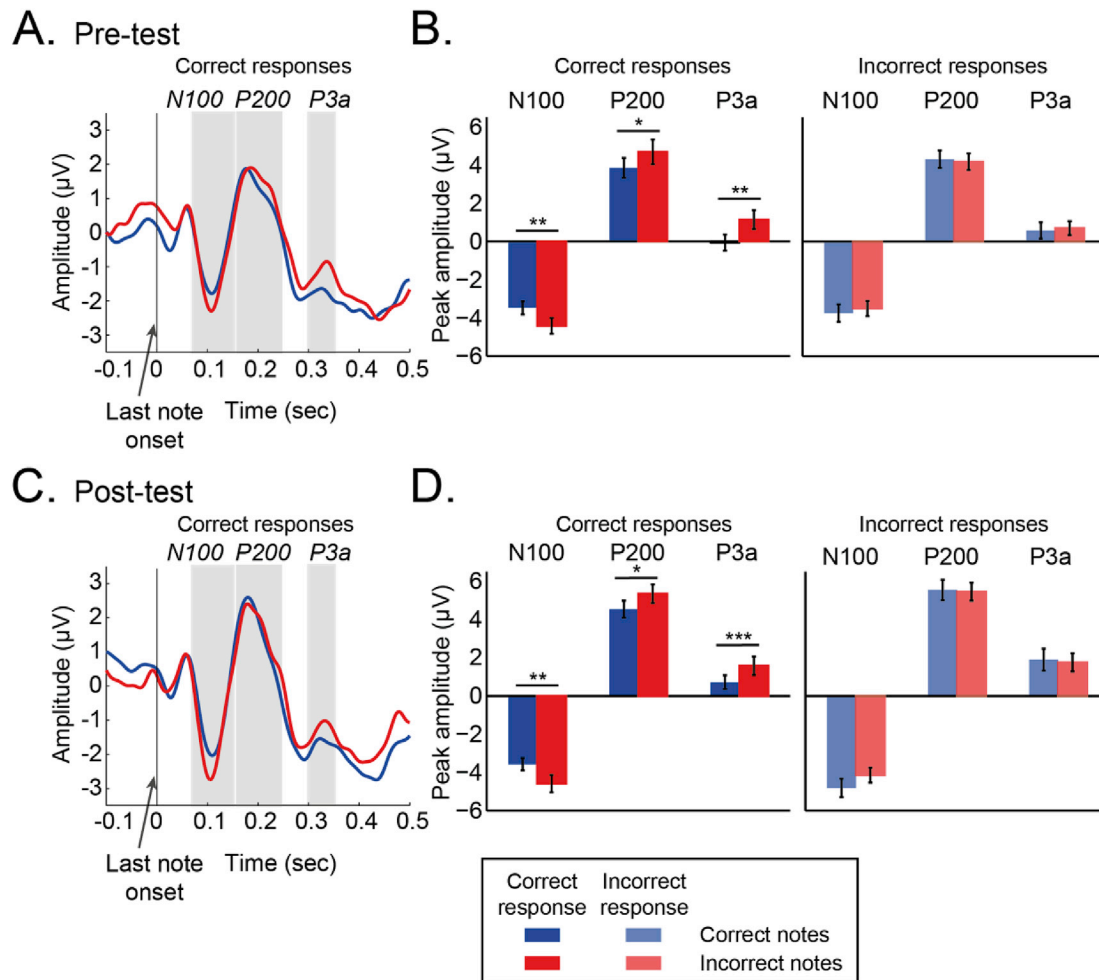 A. Pre-test
Correct responses
N100 P200 P3a
3
2
1
0
-1
-2
-3
Amplitude (µV)
-0.1 0 0.1 0.2 0.3 0.4 0.5
Last note
onset
Time (sec)
B.
Correct responses
N100 P200 P3a
** * **
Incorrect responses
N100 P200 P3a
6
4
2
0
−2
−4
−6
Peak amplitude (µV)
C. Post-test
Correct responses
N100 P200 P3a
3
2
1
0
-1
-2
-3
Amplitude (µV)
-0.1 0 0.1 0.2 0.3 0.4 0.5
Last note
onset
Time (sec)
D.
Correct responses
N100 P200 P3a
** * ***
Incorrect responses
N100 P200 P3a
6
4
2
0
−2
−4
−6
Peak amplitude (µV)
Correct Incorrect
response response
Correct notes
Incorrect notes